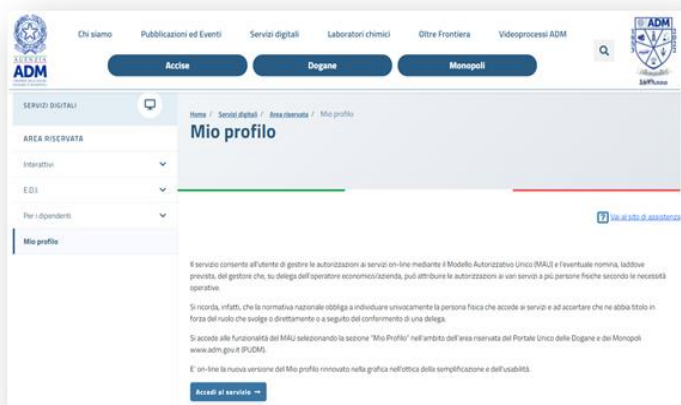 Chi siamo
Pubblicazioni ed Eventi
Servizi digitali
Laboratori chimici
Oltre Frontiera
Videoprocessi ADM
ADM
AGENZIA
ADM
Accise
Dogane
Monopoli
SERVIZI DIGITALI
Home / Servizi digitali / Area riservata / Mio profilo
Mio profilo
AREA RISERVATA
Interattivi
E.D.I.
Per i dipendenti
Mio profilo
? Vai al sito di assistenza
Il servizio consente all'utente di gestire le autorizzazioni ai servizi on-line mediante il Modello Autorizzativo Unico (MAU) e l'eventuale nomina, laddove
prevista, del gestore che, su delega dell'operatore economico/azienda, può attribuire le autorizzazioni ai vari servizi a più persone fisiche secondo le necessità
operative.
Si ricorda, infatti, che la normativa nazionale obbliga a individuare univocamente la persona fisica che accede ai servizi e ad accertare che ne abbia titolo in
forza del ruolo che svolge o direttamente o a seguito del conferimento di una delega.
Si accede alle funzionalità del MAU selezionando la sezione "Mio Profilo" nell'ambito dell'area riservata del Portale Unico delle Dogane e dei Monopoli
www.adm.gov.it (PUDM).
E' on-line la nuova versione del Mio profilo rinnovato nella grafica nell'ottica della semplificazione e dell'usabilità.
Accedi al servizio →